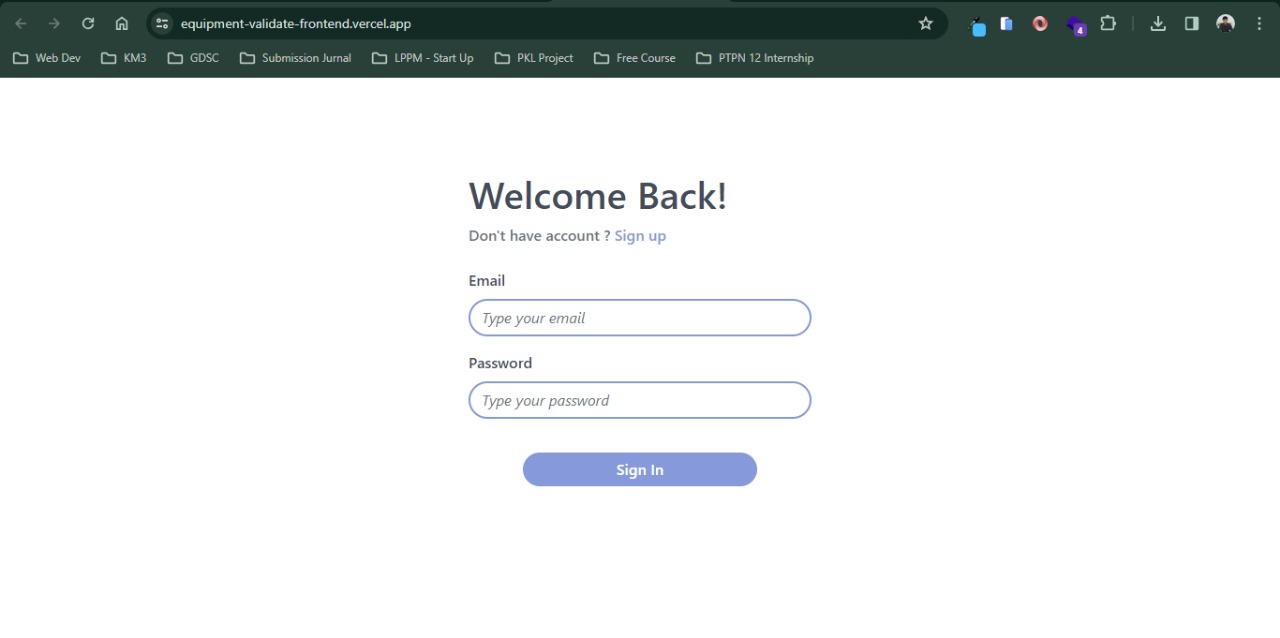 equipment-validate-frontend.vercel.app
4
Web Dev KM3 GDSC Submission Jurnal LPPM - Start Up PKL Project Free Course PTPN 12 Internship
Welcome Back!
Don't have account ? Sign up
Email
Type your email
Password
Type your password
Sign In